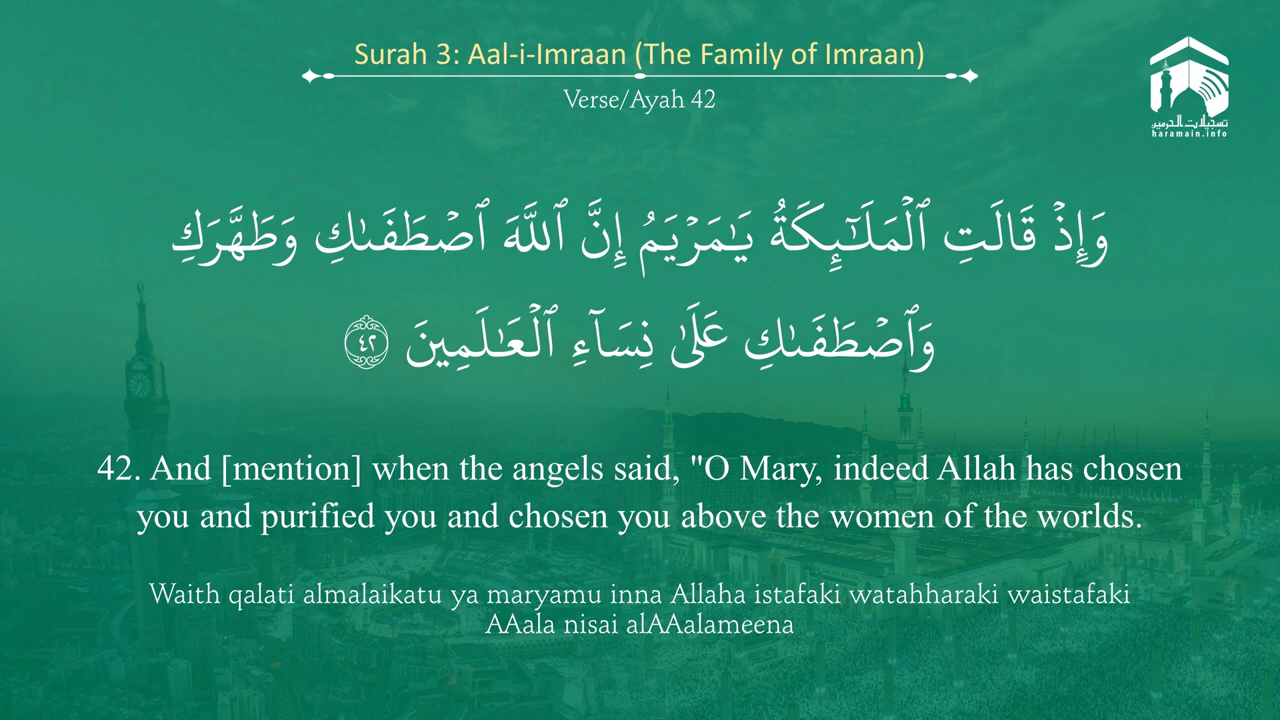 Surah 3: Aal-i-Imraan (The Family of Imraan)
Verse/Ayah 42
تسجيلات الحرمين
haramain.info
وَإِذْ قَالَتِ ٱلْمَلَـٰٓئِكَةُ يَـٰمَرْيَمُ إِنَّ ٱللَّهَ ٱصْطَفَىٰكِ وَطَهَّرَكِ
وَٱصْطَفَىٰكِ عَلَىٰ نِسَآءِ ٱلْعَـٰلَمِينَ ٤٢
42. And [mention] when the angels said, "O Mary, indeed Allah has chosen
you and purified you and chosen you above the women of the worlds.
Waith qalati almalaikatu ya maryamu inna Allaha istafaki watahharaki waistafaki
AAala nisai alAAalameena